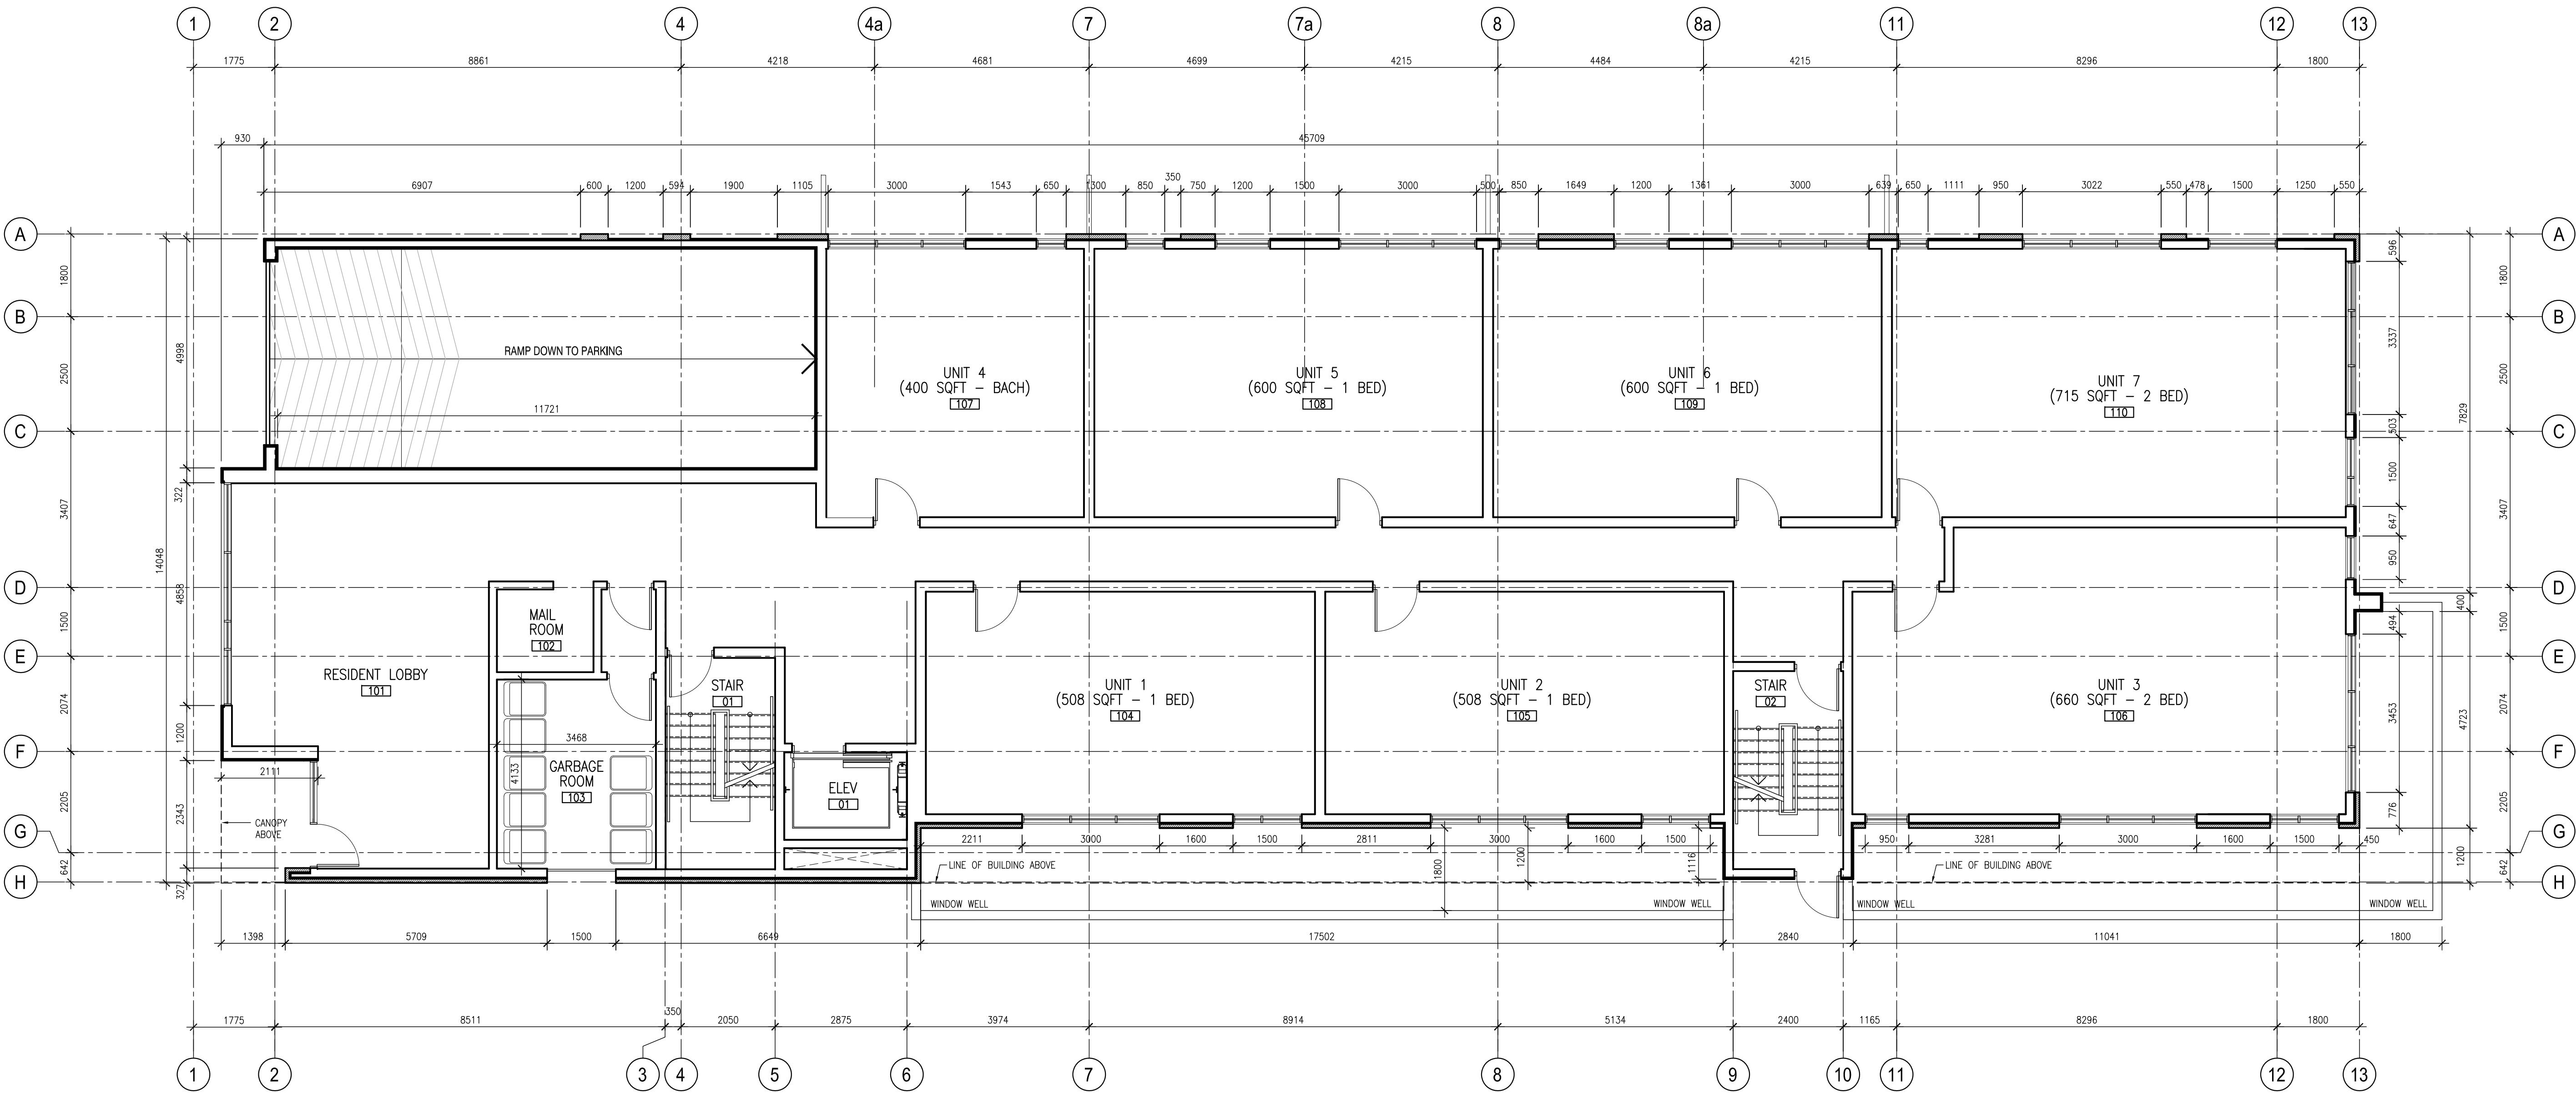 1 2 4 4a 7 7a 8 8a 11 12 13
1775 8861 4218 4681 4699 4215 4484 4215 8296 1800
930 45709
350
6907 600 1200 594 1900 1105 3000 1543 650 1300 850 750 1200 1500 3000 500 850 1649 1200 1361 3000 639 650 1111 950 3022 550 478 1500 1250 550
A A
596
1800 1800
B B
3337
4998
RAMP DOWN TO PARKING
2500 2500
UNIT 4
(400 SQFT - BACH)
107
UNIT 5
(600 SQFT - 1 BED)
108
UNIT 6
(600 SQFT - 1 BED)
109
UNIT 7
(715 SQFT - 2 BED)
110
7829
11721
C C
503
1500
322
3407 3407
647
950
14048
4858
D D
400
494
1500 1500
MAIL
ROOM
102
E E
RESIDENT LOBBY
101
STAIR
01
UNIT 1
(508 SQFT - 1 BED)
104
UNIT 2
(508 SQFT - 1 BED)
105
STAIR
02
UNIT 3
(660 SQFT - 2 BED)
106
2074 2074
3453
4723
1200
3468
F F
2111
4133
GARBAGE
ROOM
103
ELEV
01
2205 2205
776
2343
CANOPY
ABOVE
G G
2211 3000 1600 1500 2811 3000 1600 1500 950 3281 3000 1600 1500 450
1800 1200 1116 1200
LINE OF BUILDING ABOVE LINE OF BUILDING ABOVE
642 642
H H
327
WINDOW WELL WINDOW WELL WINDOW WELL WINDOW WELL
1398 5709 1500 6649 17502 2840 11041 1800
350
1775 8511 2050 2875 3974 8914 5134 2400 1165 8296 1800
1 2 3 4 5 6 7 8 9 10 11 12 13